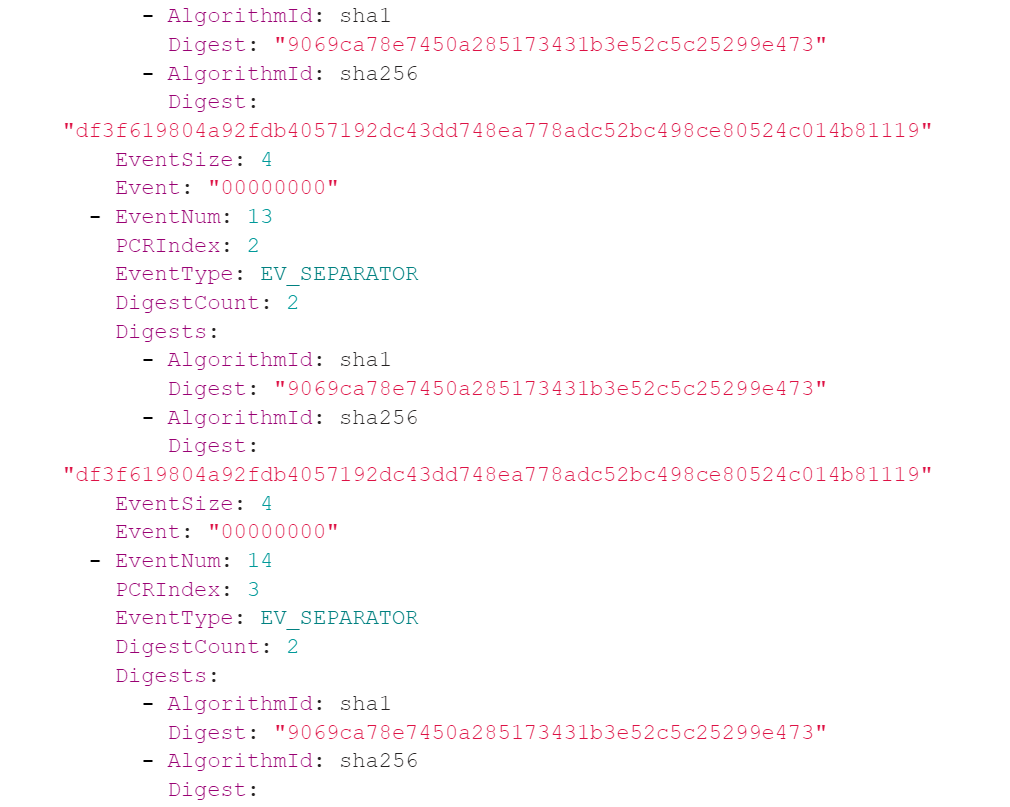 - AlgorithmId: sha1
Digest: "9069ca78e7450a285173431b3e52c5c25299e473"
- AlgorithmId: sha256
Digest:
"df3f619804a92fdb4057192dc43dd748ea778adc52bc498ce80524c014b81119"
EventSize: 4
Event: "00000000"
- EventNum: 13
PCRIndex: 2
EventType: EV_SEPARATOR
DigestCount: 2
Digests:
- AlgorithmId: sha1
Digest: "9069ca78e7450a285173431b3e52c5c25299e473"
- AlgorithmId: sha256
Digest:
"df3f619804a92fdb4057192dc43dd748ea778adc52bc498ce80524c014b81119"
EventSize: 4
Event: "00000000"
- EventNum: 14
PCRIndex: 3
EventType: EV_SEPARATOR
DigestCount: 2
Digests:
- AlgorithmId: sha1
Digest: "9069ca78e7450a285173431b3e52c5c25299e473"
- AlgorithmId: sha256
Digest: